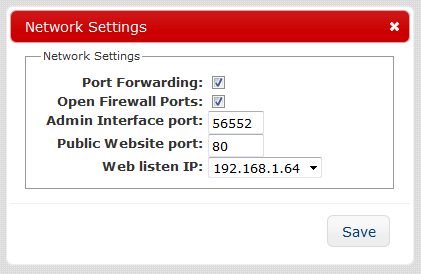 Network Settings
Network Settings
Port Forwarding:
Open Firewall Ports:
Admin Interface port: 56552
Public Website port: 80
Web listen IP: 192.168.1.64
Save